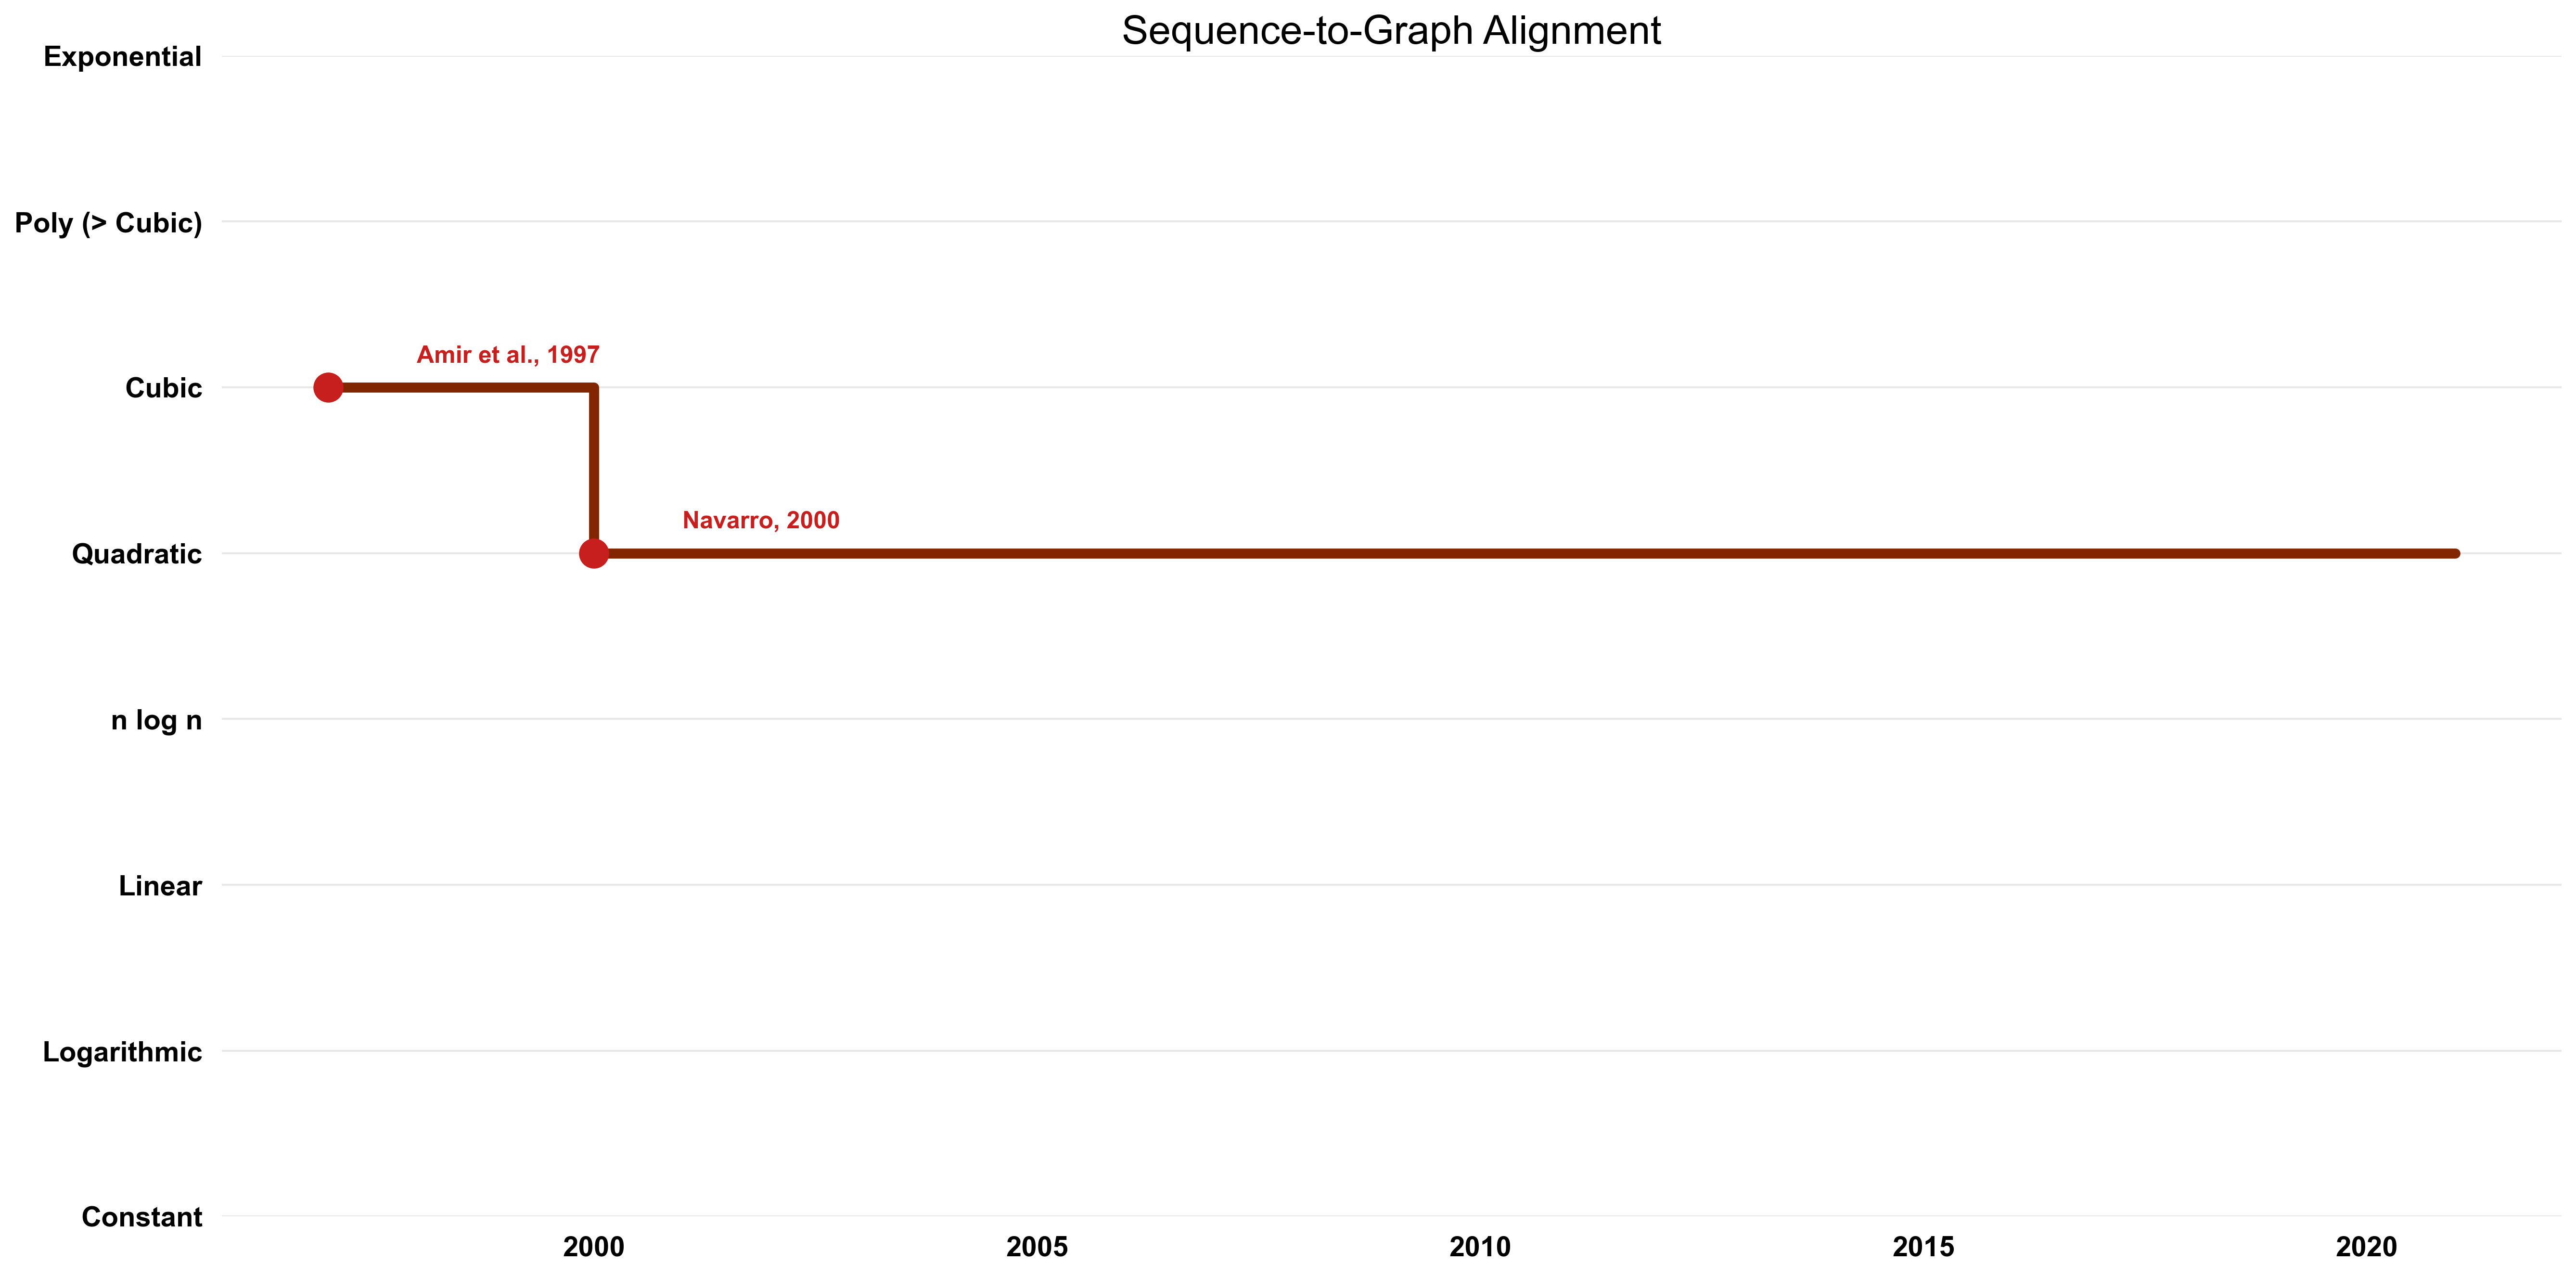 Sequence-to-Graph Alignment
Exponential
Poly (> Cubic)
Amir et al., 1997
Cubic
Navarro, 2000
Quadratic
n log n
Linear
Logarithmic
Constant
2000 2005 2010 2015 2020